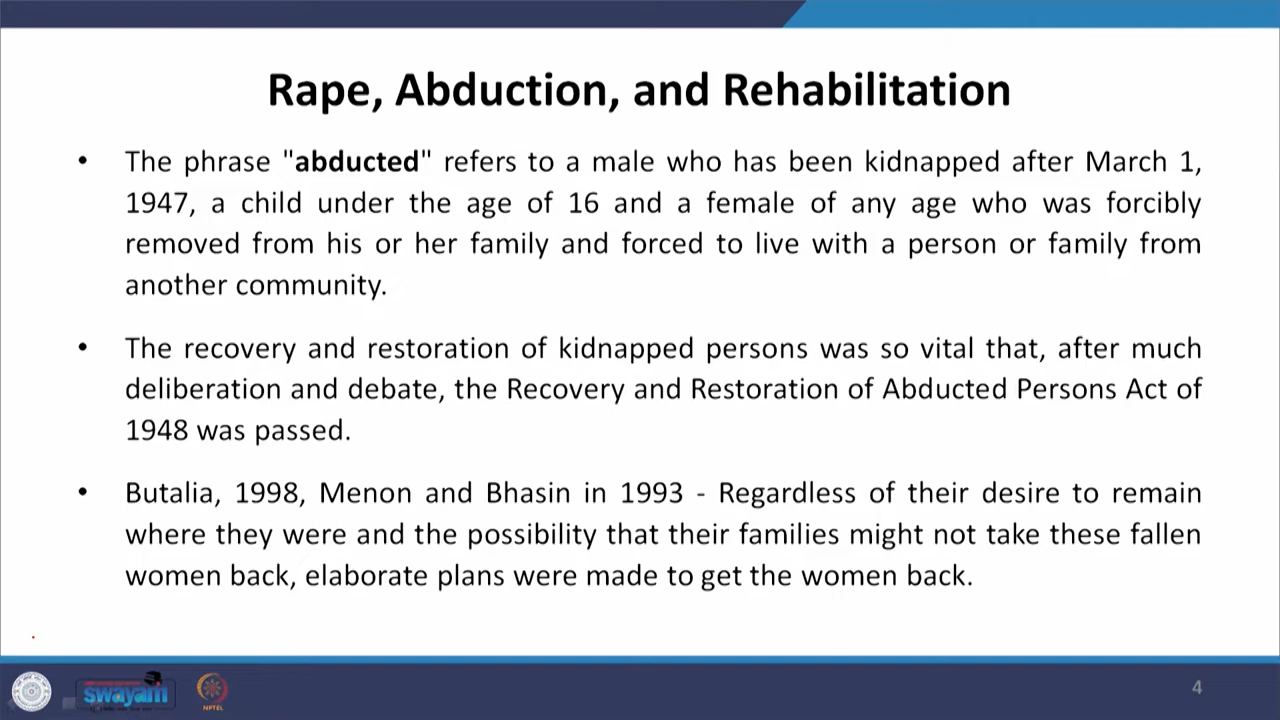 Rape, Abduction, and Rehabilitation
• The phrase "abducted" refers to a male who has been kidnapped after March 1,
1947, a child under the age of 16 and a female of any age who was forcibly
removed from his or her family and forced to live with a person or family from
another community.
• The recovery and restoration of kidnapped persons was so vital that, after much
deliberation and debate, the Recovery and Restoration of Abducted Persons Act of
1948 was passed.
• Butalia, 1998, Menon and Bhasin in 1993 - Regardless of their desire to remain
where they were and the possibility that their families might not take these fallen
women back, elaborate plans were made to get the women back.
swayam
NPTEL
4